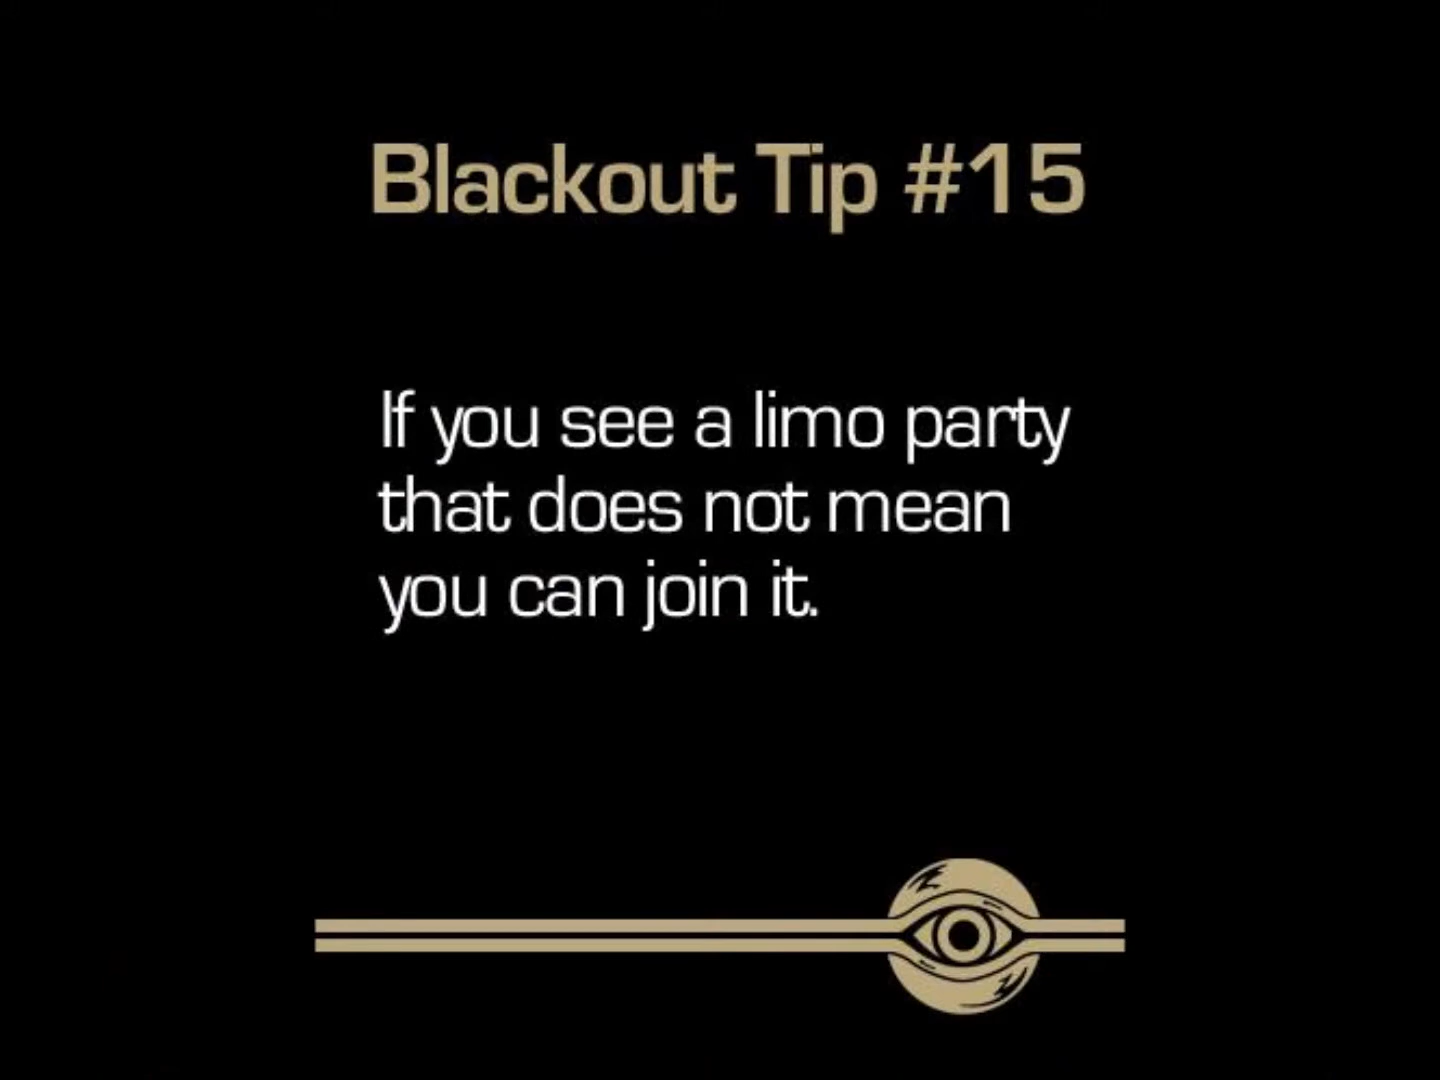 Blackout Tip #15
If you see a limo party
that does not mean
you can join it.